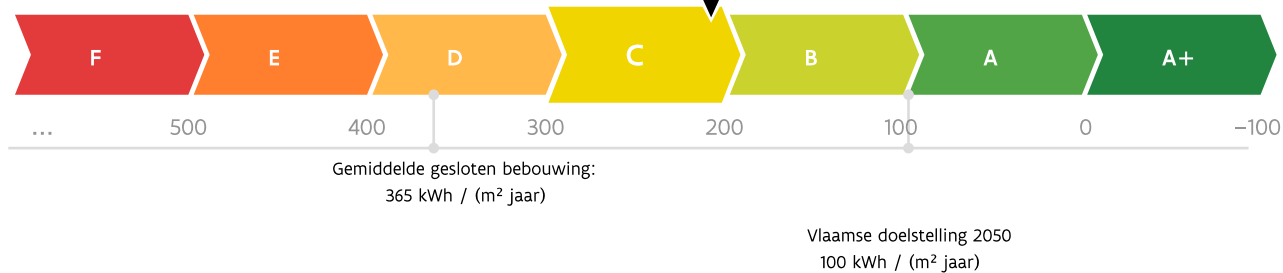 F E D C B A A+
... 500 400 300 200 100 0 −100
Gemiddelde gesloten bebouwing:
365 kWh / (m² jaar)
Vlaamse doelstelling 2050
100 kWh / (m² jaar)